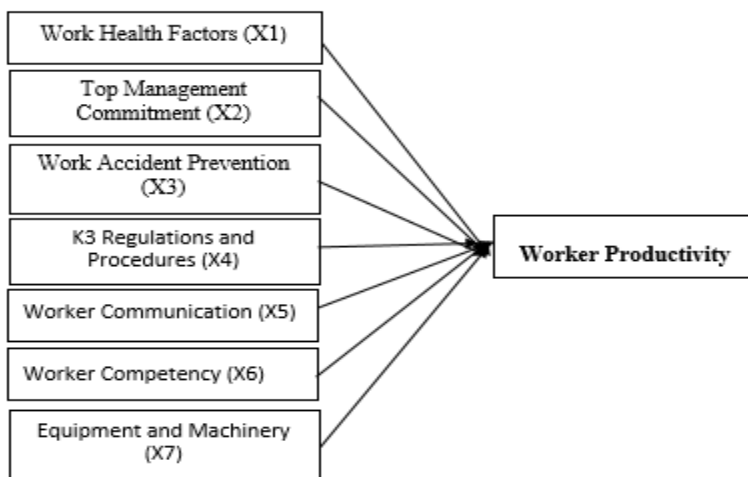 Work Health Factors (X1)
Top Management
Commitment (X2)
Work Accident Prevention
(X3)
K3 Regulations and
Procedures (X4)
Worker Communication (X5)
Worker Competency (X6)
Equipment and Machinery
(X7)
Worker Productivity